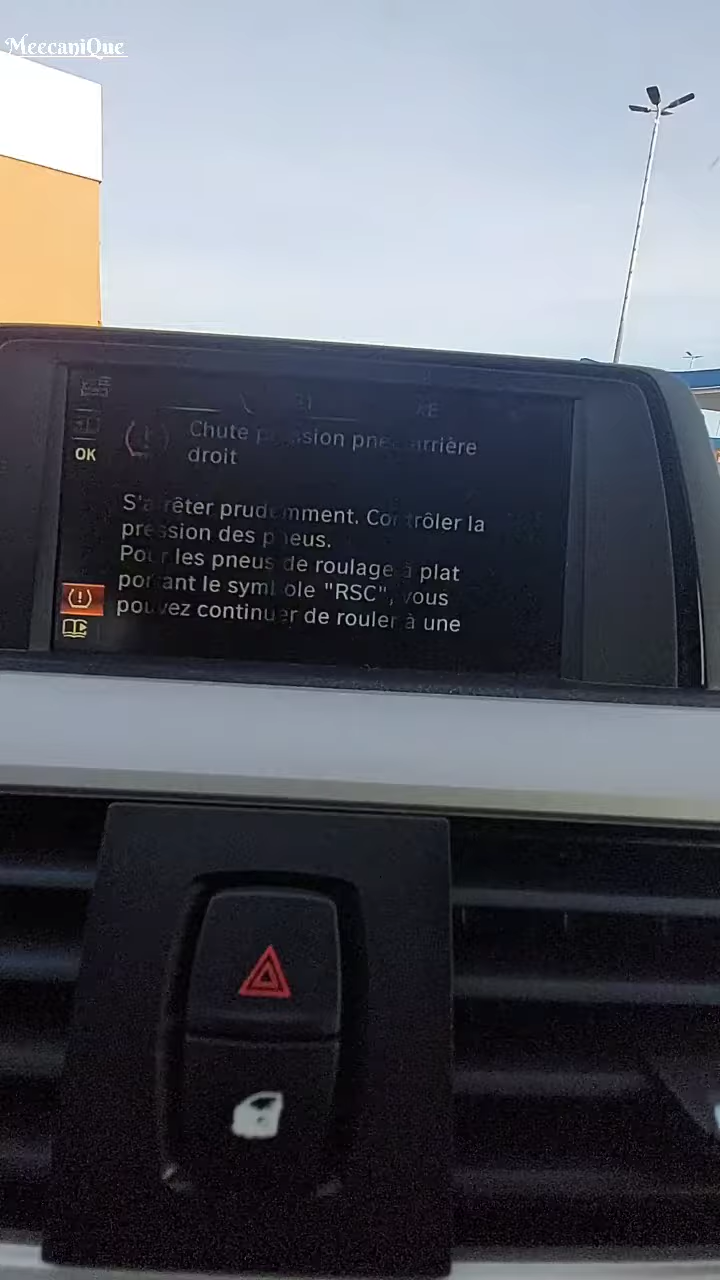 MeecaniQue
Chute pression pneu arrière
droit
OK
S'arrêter prudemment. Contrôler la
pression des pneus.
Pour les pneus de roulage à plat
portant le symbole "RSC", vous
pouvez continuer de rouler à une